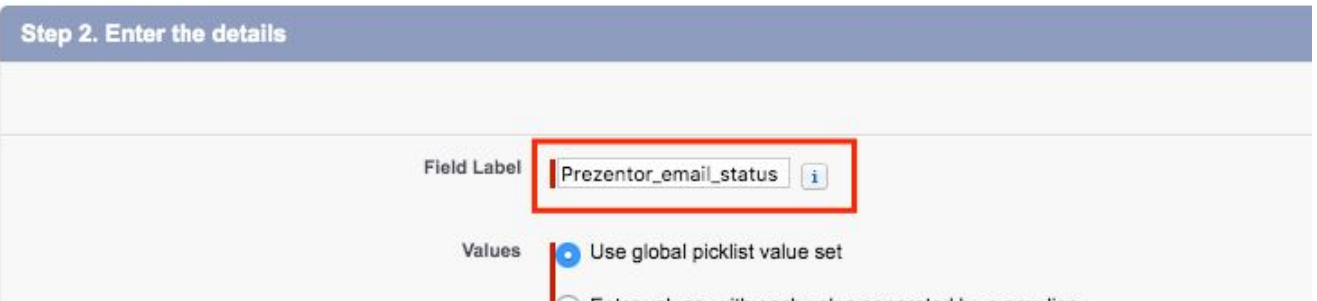 Step 2. Enter the details
Field Label Prezentor_email_status i
Values Use global picklist value set